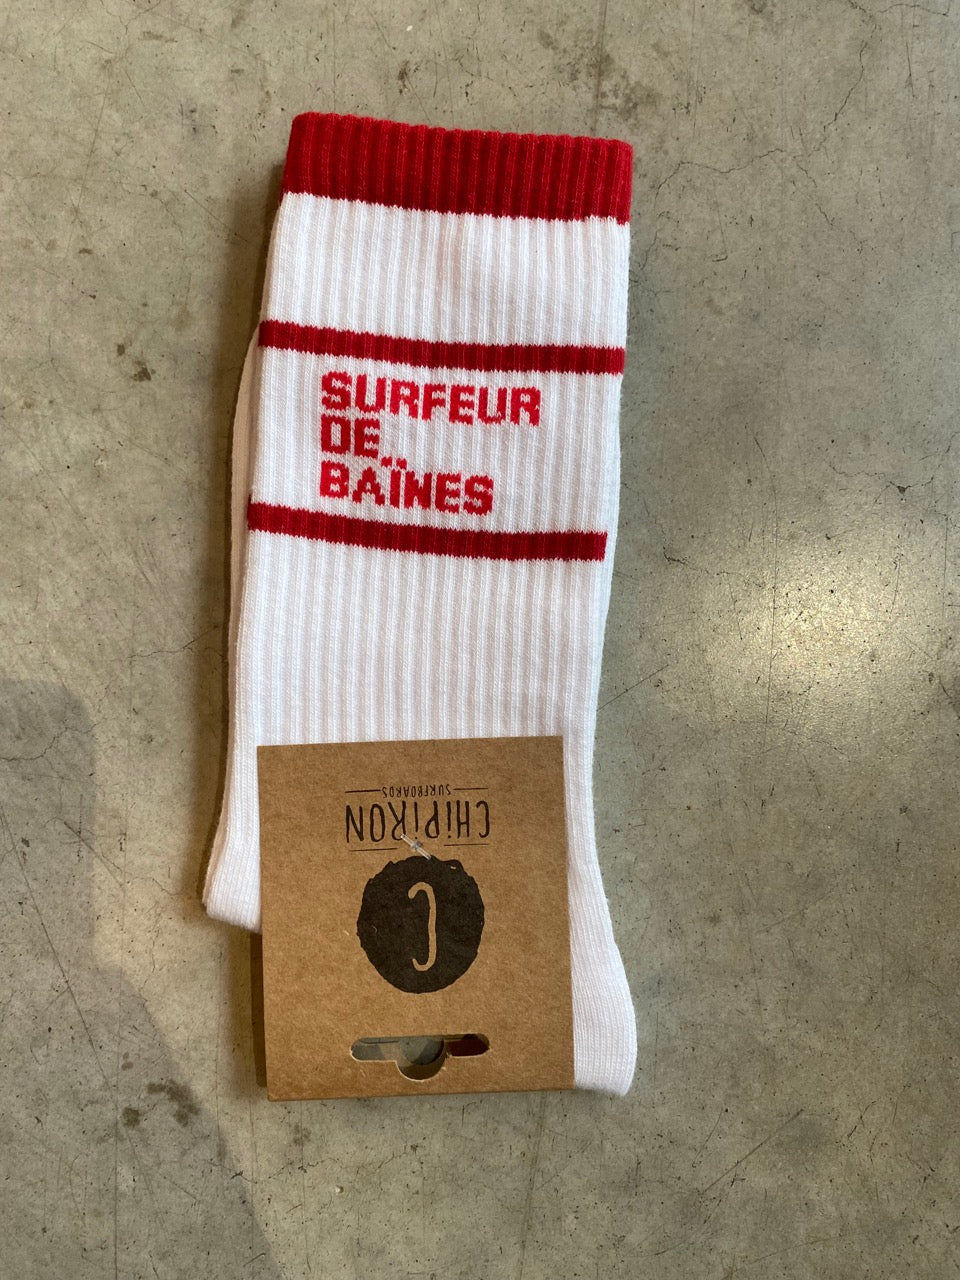 SURFEUR
DE
BAÏNES
CHiPiRON
SURFBOARDS